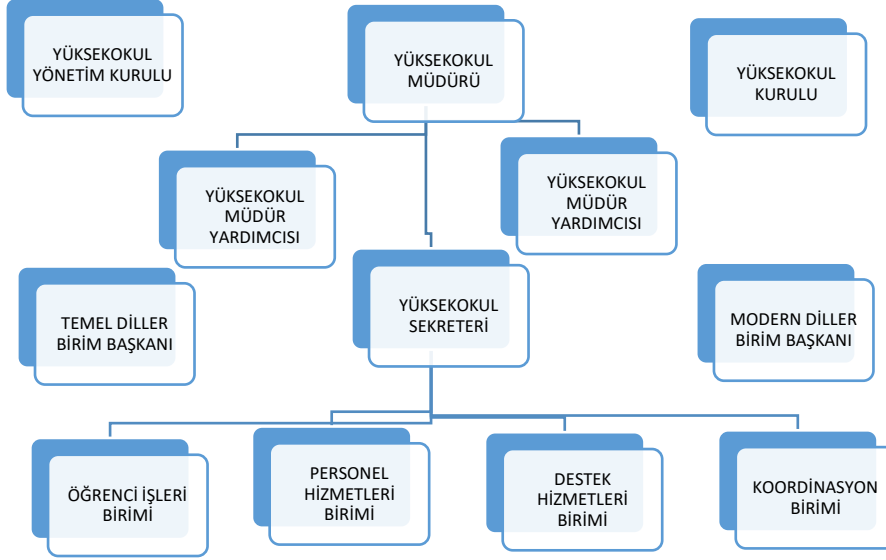 YÜKSEKOKUL
YÖNETİM KURULU
YÜKSEKOKUL
MÜDÜRÜ
YÜKSEKOKUL
KURULU
YÜKSEKOKUL
MÜDÜR
YARDIMCISI
YÜKSEKOKUL
MÜDÜR
YARDIMCISI
TEMEL DİLLER
BİRİM BAŞKANI
YÜKSEKOKUL
SEKRETERİ
MODERN DİLLER
BİRİM BAŞKANI
ÖĞRENCİ İŞLERİ
BİRİMİ
PERSONEL
HİZMETLERİ
BİRİMİ
DESTEK
HİZMETLERİ
BİRİMİ
KOORDİNASYON
BİRİMİ